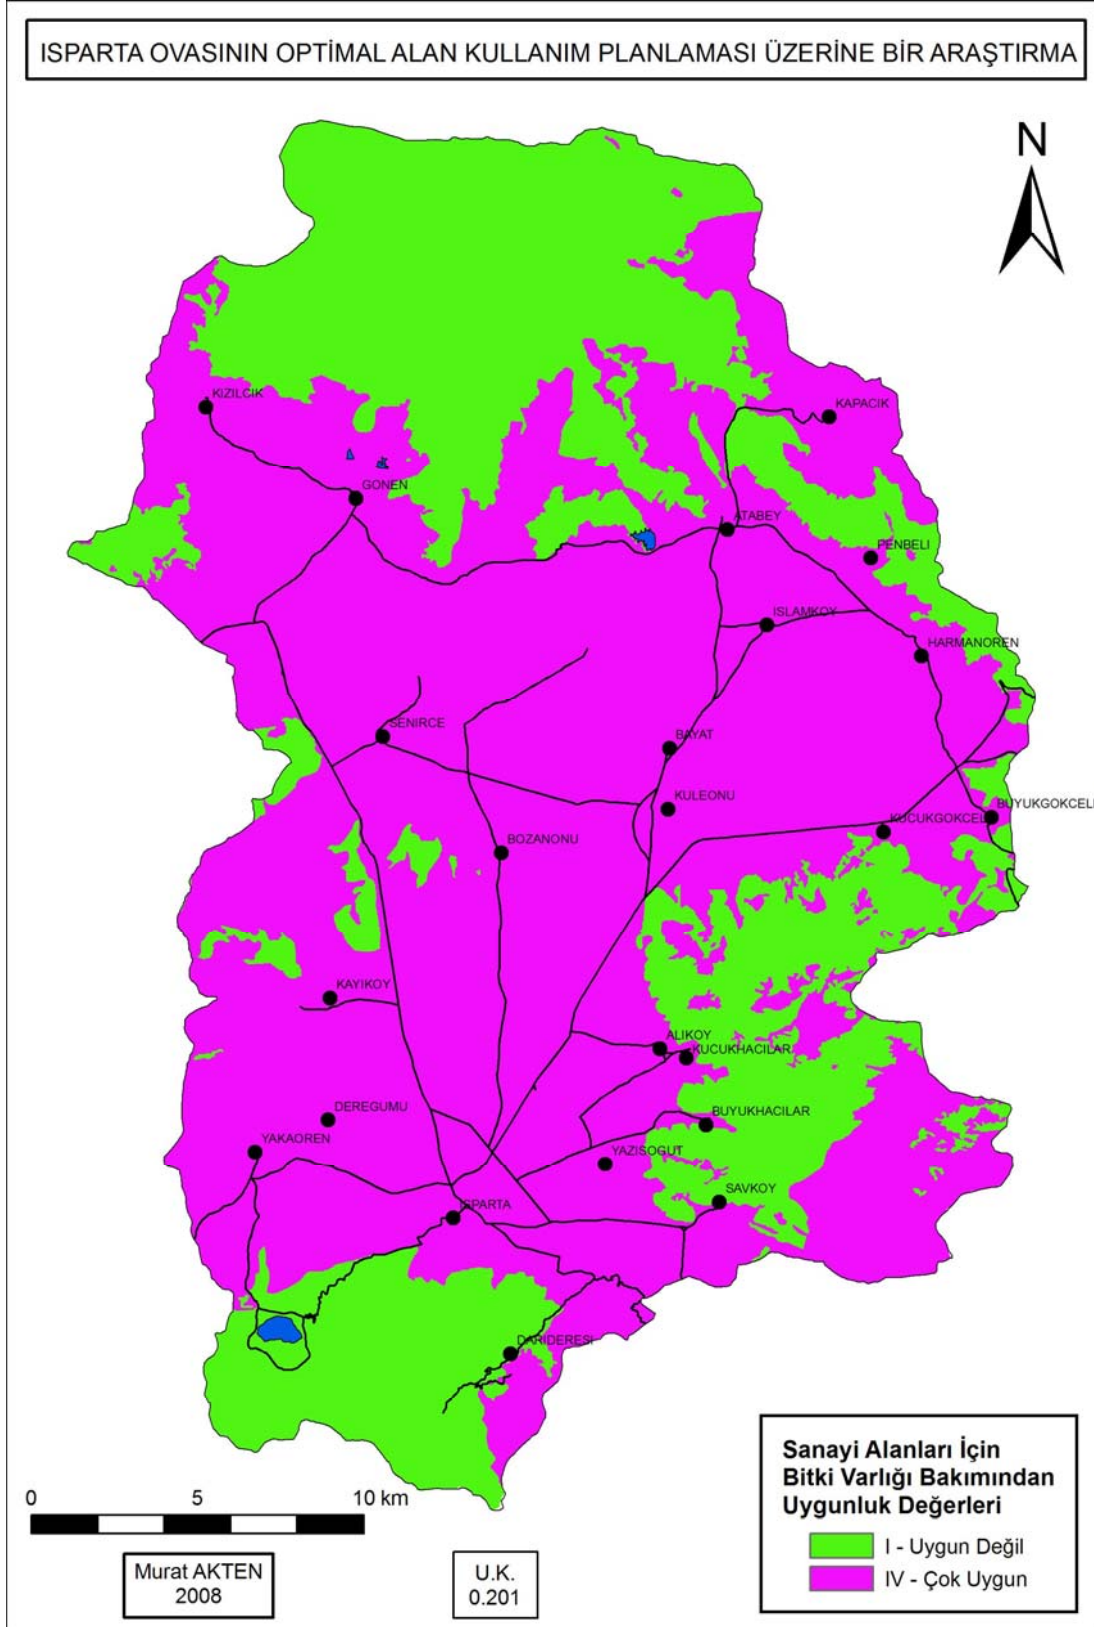 ISPARTA OVASININ OPTİMAL ALAN KULLANIM PLANLAMASI ÜZERİNE BİR ARAŞTIRMA
N
KIZILCIK
KAPACIK
GONEN
ATABEY
PENBELI
ISLAMKOY
HARMANOREN
SENIRCE
BAYAT
KULEONU
BUYUKGOKCELI
KUCUKGOKCELI
BOZANONU
KAYIKOY
ALIKOY
KUCUKHACILAR
DEREGUMU
BUYUKHACILAR
YAKAOREN
YAZISOGUT
SAVKOY
ISPARTA
DARIDERESI
Sanayi Alanları İçin
Bitki Varlığı Bakımından
Uygunluk Değerleri
I - Uygun Değil
IV - Çok Uygun
0 5 10 km
Murat AKTEN
2008
U.K.
0.201